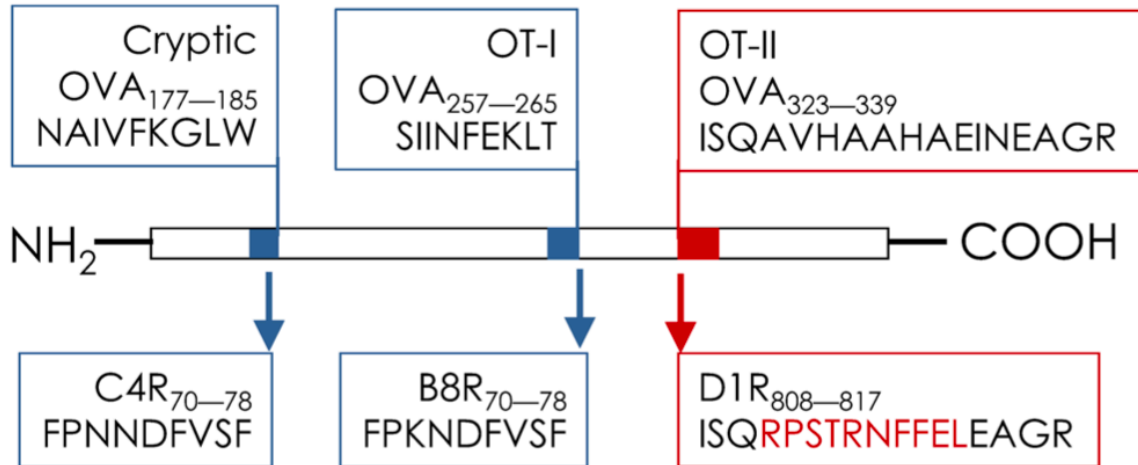 Cryptic
OVA177—185
NAIVFKGLW
OT-I
OVA257—265
SIINFEKLT
OT-II
OVA323—339
ISQAVHAAHAEINEAGR
NH2
COOH
C4R70—78
FPNNDFVSF
B8R70—78
FPKNDFVSF
D1R808—817
ISQRPSTRNFFELEAGR